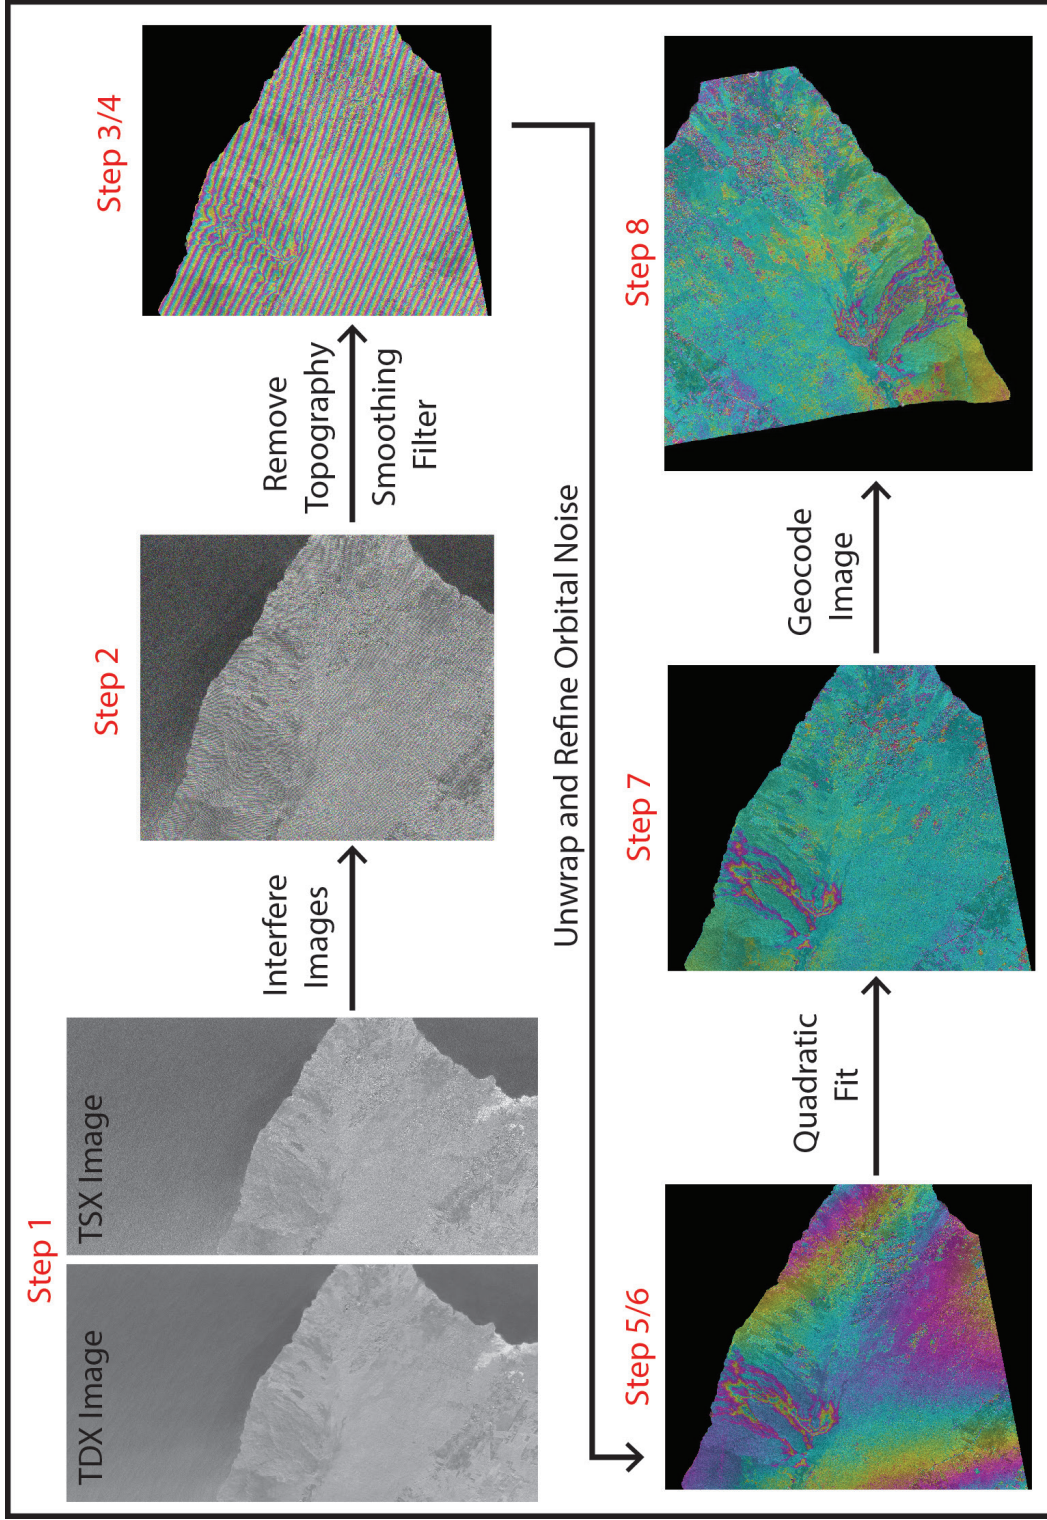 Step 1
TDX Image
TSX Image
Interfere
Images
Step 2
Remove
Topography
Smoothing
Filter
Step 3/4
Unwrap and Refine Orbital Noise
Step 5/6
Quadratic
Fit
Step 7
Geocode
Image
Step 8